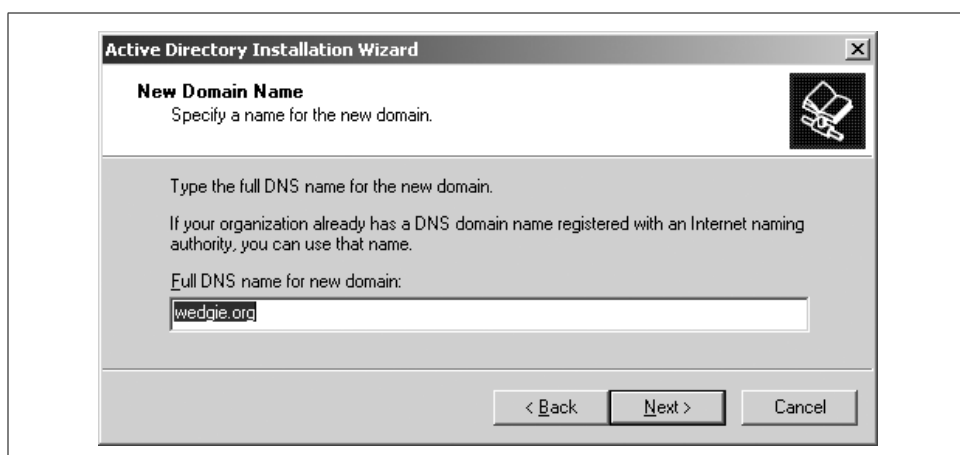 Active Directory Installation Wizard
New Domain Name
Specify a name for the new domain.
Type the full DNS name for the new domain.
If your organization already has a DNS domain name registered with an Internet naming
authority, you can use that name.
Full DNS name for new domain:
wedgie.org
< Back Next > Cancel